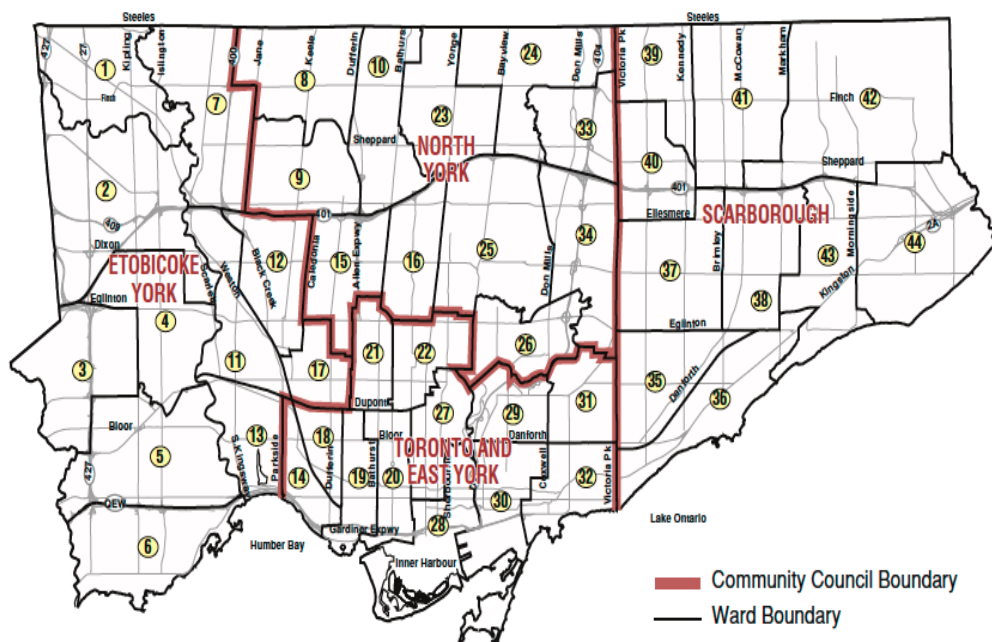 Steeles
Steeles
427
27
Kipling
Islington
400
Jane
Keele
Dufferin
Bathurs
Yonge
Bayview
Don Mills
404
Victoria Pk
Kennedy
McCowan
Markham
1
7
8
10
24
39
41
42
Finch
Finch
23
33
Sheppard
NORTH
YORK
Sheppard
9
40
2
401
401
Ellesmere
SCARBOROUGH
409
2A
Dixon
ETOBICOKE
YORK
Scarlett
Weston
Black Creek
12
Caledonia
15
Allen Expwy
16
25
Don Mills
34
37
Brimley
43
Morningside
Kingston
44
Eglinton
4
38
Eglinton
3
11
17
21
22
26
35
Danforth
36
Dupont
Bloor
13
18
Bloor
27
29
31
Danforth
TORONTO AND
EAST YORK
5
S.Kingsway
Parkside
14
Dufferin
19
Bathurst
20
Sherbourn
Coxwell
32
Victoria Pk
427
QEW
30
Gardiner Expwy
28
Lake Ontario
6
Humber Bay
Inner Harbour
Community Council Boundary
Ward Boundary